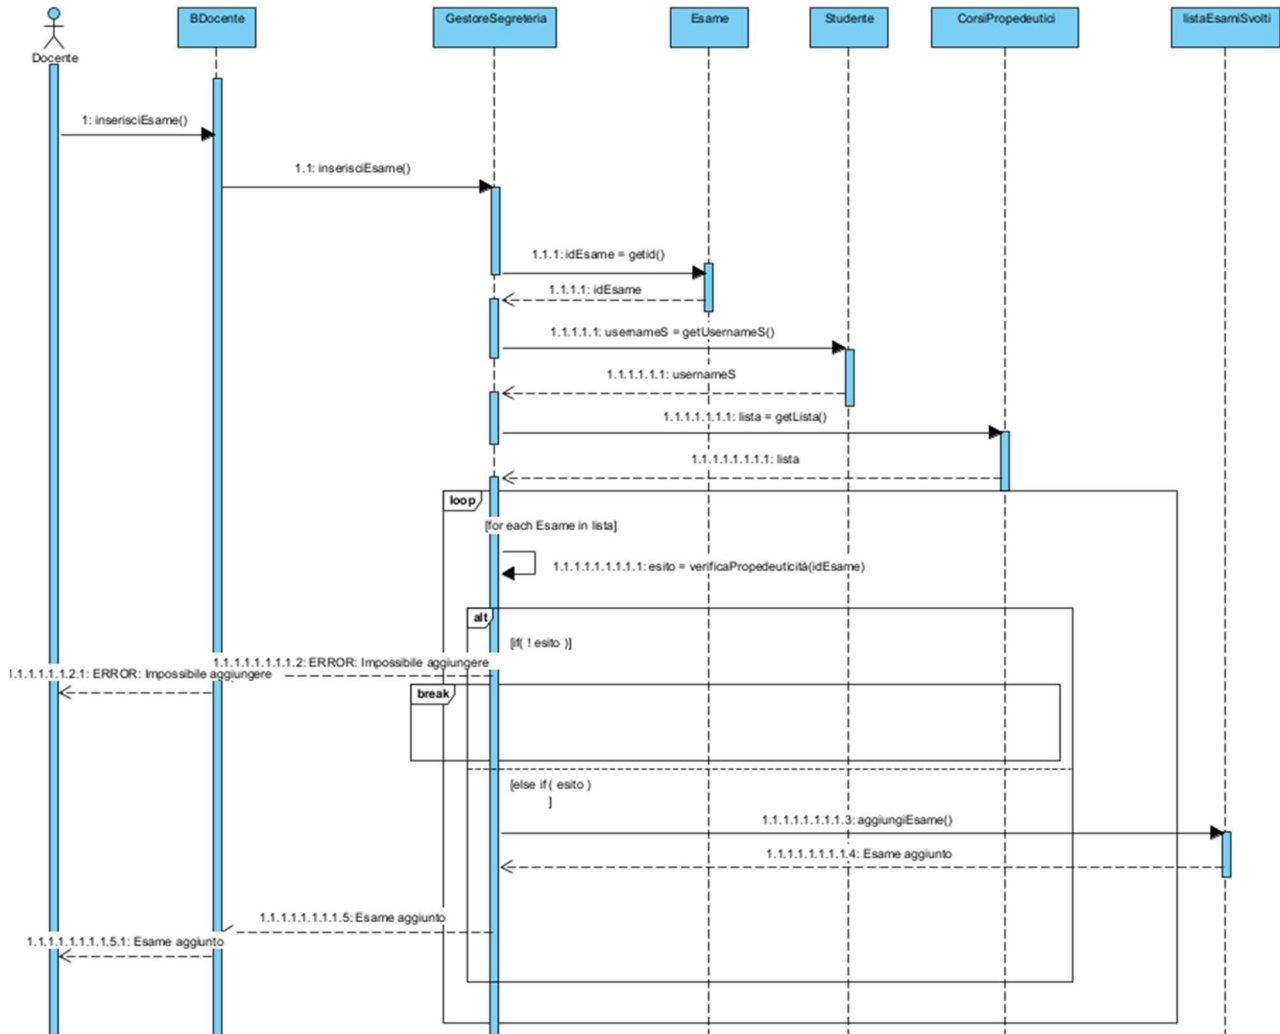 BDocente
GestoreSegreteria
Esame
Studente
CorsiPropedeutici
listaEsamiSvolti
Docente
1: inserisciEsame()
1.1: inserisciEsame()
1.1.1: idEsame = getid()
1.1.1.1: idEsame
1.1.1.1.1: usernameS = getUsernameS()
1.1.1.1.1.1: usernameS
1.1.1.1.1.1.1: lista = getLista()
1.1.1.1.1.1.1.1: lista
loop
[for each Esame in lista]
1.1.1.1.1.1.1.1.1: esito = verificaPropedeuticità(idEsame)
alt
[if( ! esito )]
1.1.1.1.1.1.1.1.2: ERROR: Impossibile aggiungere
1.1.1.1.1.1.2.1: ERROR: Impossibile aggiungere
break
[else if ( esito )
]
1.1.1.1.1.1.1.1.3: aggiungiEsame()
1.1.1.1.1.1.1.1.4: Esame aggiunto
1.1.1.1.1.1.1.1.5: Esame aggiunto
1.1.1.1.1.1.1.1.5.1: Esame aggiunto